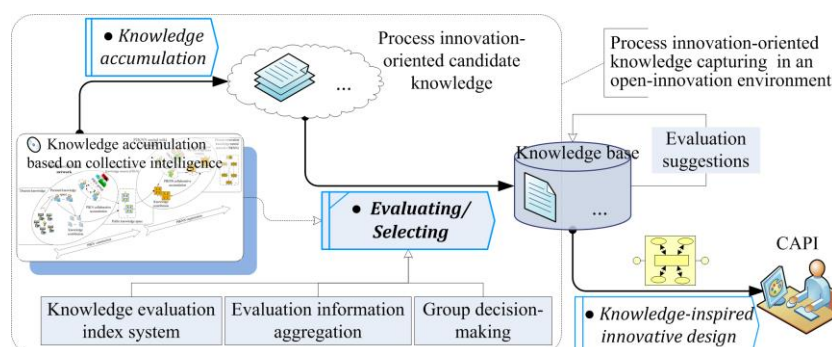 ● Knowledge
accumulation
Process innovation-
oriented candidate
knowledge
...
Process innovation-oriented
knowledge capturing in an
open-innovation environment
Knowledge accumulation
based on collective intelligence
Knowledge base
...
Evaluation
suggestions
● Evaluating/
Selecting
CAPI
Knowledge evaluation
index system
Evaluation information
aggregation
Group decision-
making
● Knowledge-inspired
innovative design